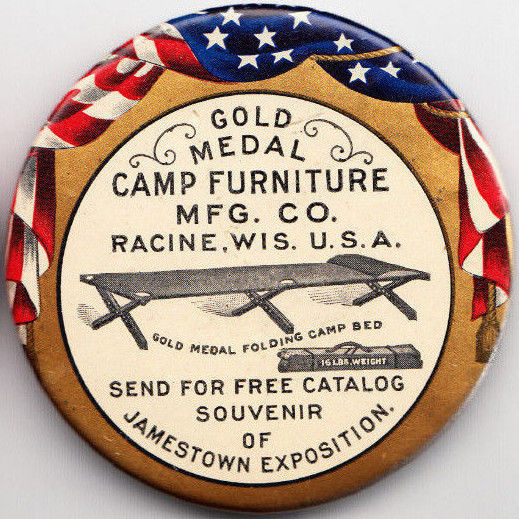 GOLD
MEDAL
CAMP FURNITURE
MFG. CO.
RACINE, WIS. U.S.A.
GOLD MEDAL FOLDING CAMP BED
16 LBS. WEIGHT
SEND FOR FREE CATALOG
SOUVENIR
OF
JAMESTOWN EXPOSITION.